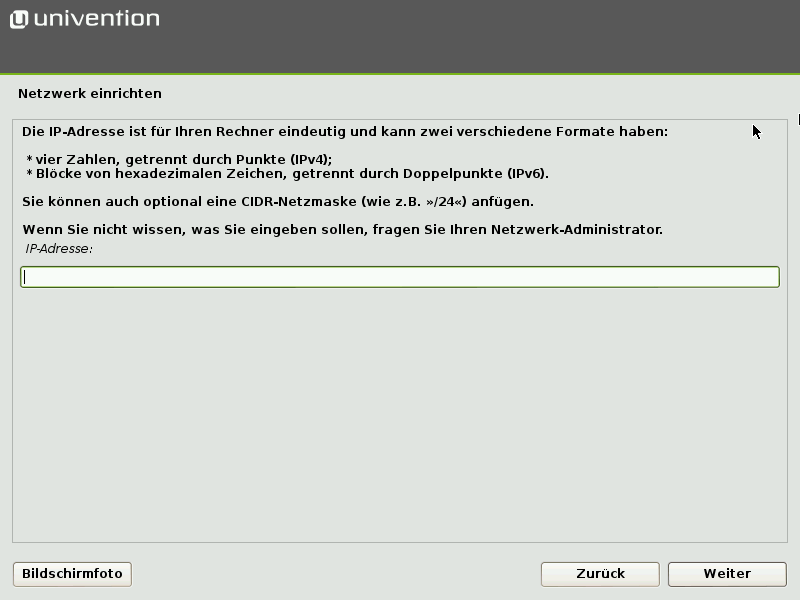 univention
Netzwerk einrichten
Die IP-Adresse ist für Ihren Rechner eindeutig und kann zwei verschiedene Formate haben:
* vier Zahlen, getrennt durch Punkte (IPv4);
* Blöcke von hexadezimalen Zeichen, getrennt durch Doppelpunkte (IPv6).
Sie können auch optional eine CIDR-Netzmaske (wie z.B. »/24«) anfügen.
Wenn Sie nicht wissen, was Sie eingeben sollen, fragen Sie Ihren Netzwerk-Administrator.
IP-Adresse:
Bildschirmfoto
Zurück
Weiter